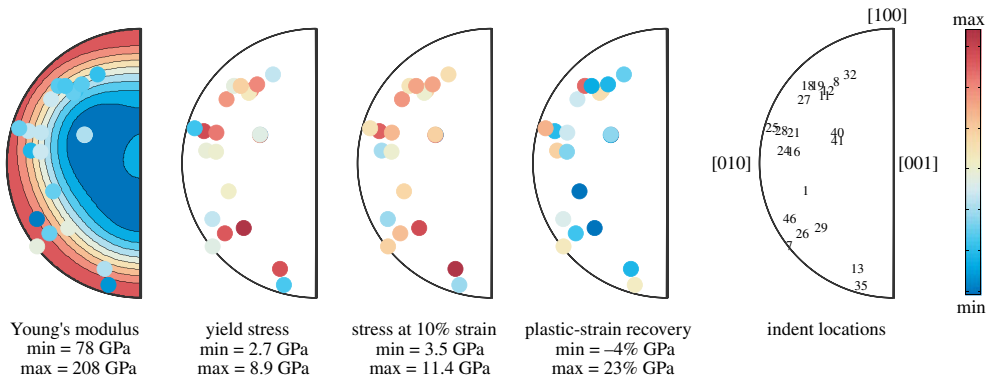 [100]
max
32
18
19
8
12
11
27
25
28
21
40
41
24
16
[010]
[001]
1
46
29
26
7
13
35
min
Young's modulus
min = 78 GPa
max = 208 GPa
yield stress
min = 2.7 GPa
max = 8.9 GPa
stress at 10% strain
min = 3.5 GPa
max = 11.4 GPa
plastic-strain recovery
min = –4% GPa
max = 23% GPa
indent locations